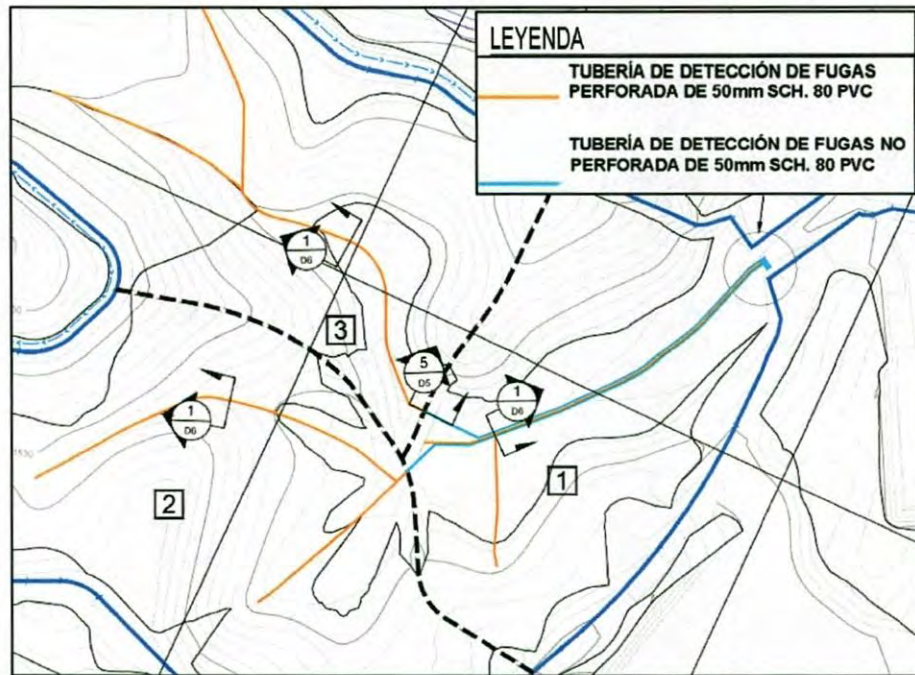 LEYENDA
TUBERÍA DE DETECCIÓN DE FUGAS
PERFORADA DE 50mm SCH. 80 PVC
TUBERÍA DE DETECCIÓN DE FUGAS NO
PERFORADA DE 50mm SCH. 80 PVC
1
D6
3
5
D5
1
D6
1
D6
1
2